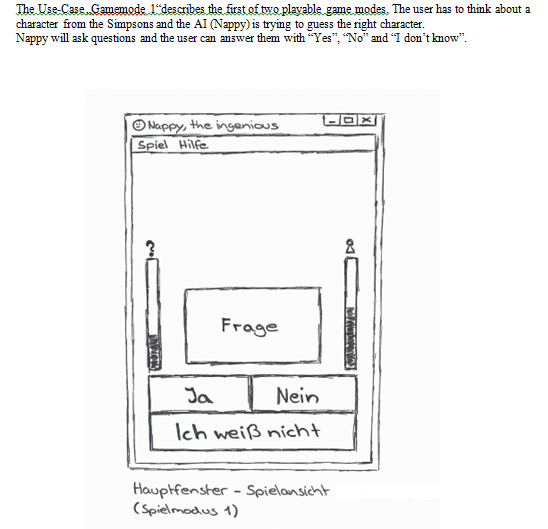 The Use-Case „Gamemode 1“describes the first of two playable game modes. The user has to think about a
character from the Simpsons and the AI (Nappy) is trying to guess the right character.
Nappy will ask questions and the user can answer them with “Yes”, “No” and “I don’t know”.
Nappy, the ingenious
Spiel Hilfe
?
Frage
Ja Nein
Ich weiß nicht
Hauptfenster - Spielansicht
(Spielmodus 1)